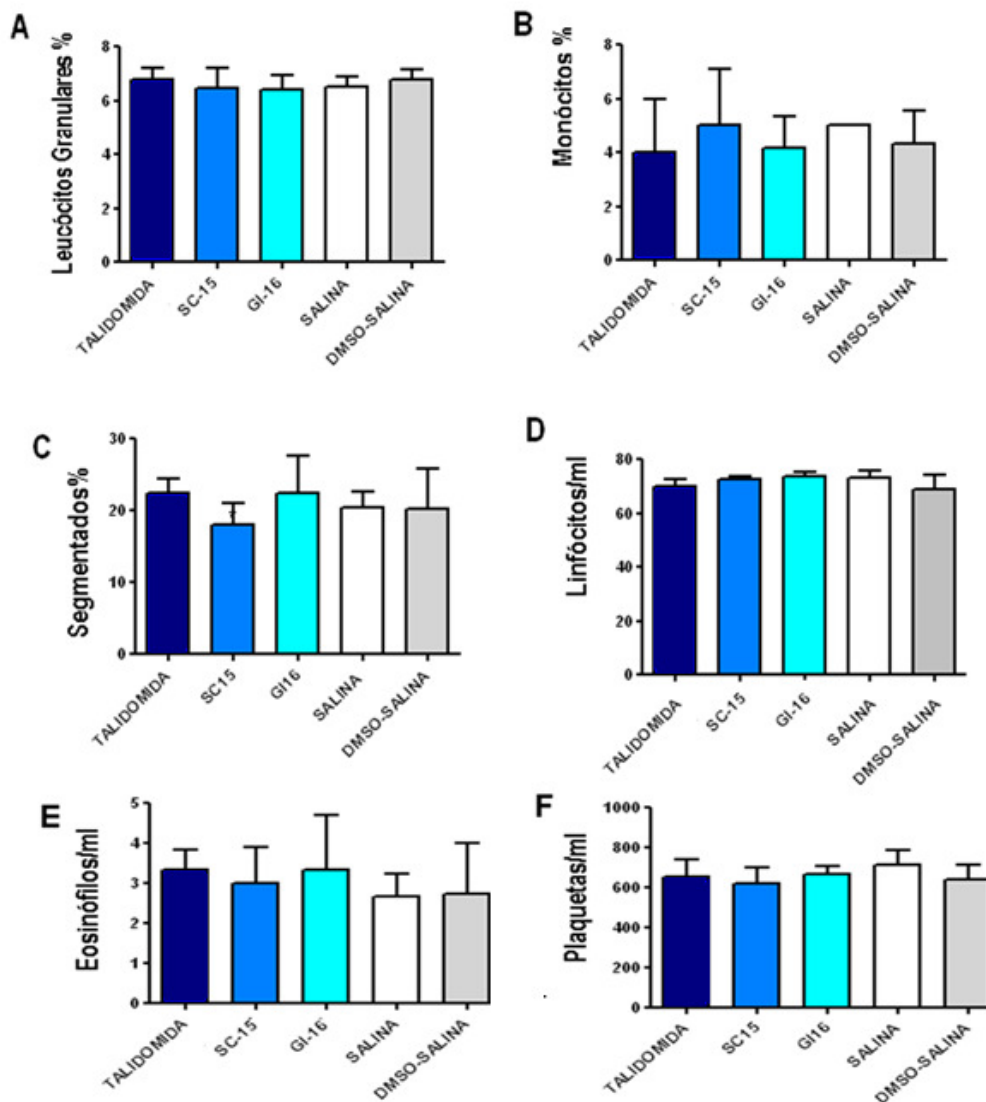 A
Leucócitos Granulares %
8
6
4
2
0
TALIDOMIDA
SC-15
GI-16
SALINA
DMSO-SALINA
B
Monócitos %
8
6
4
2
0
TALIDOMIDA
SC-15
GI-16
SALINA
DMSO-SALINA
C
Segmentados%
30
20
10
0
*
TALIDOMIDA
SC15
GI16
SALINA
DMSO-SALINA
D
Linfócitos/ml
80
60
40
20
0
TALIDOMIDA
SC-15
GI-16
SALINA
DMSO-SALINA
E
Eosinófilos/ml
5
4
3
2
1
0
TALIDOMIDA
SC-15
GI-16
SALINA
DMSO-SALINA
F
Plaquetas/ml
1000
800
600
400
200
0
TALIDOMIDA
SC15
GI16
SALINA
DMSO-SALINA